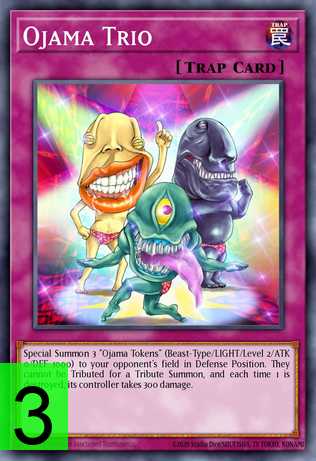 Ojama Trio
TRAP
罠
[Trap Card]
Special Summon 3 "Ojama Tokens" (Beast-Type/LIGHT/Level 2/ATK
0/DEF 1000) to your opponent's field in Defense Position. They
cannot be Tributed for a Tribute Summon, and each time 1 is
destroyed, its controller takes 300 damage.
3
©2020 Studio Dice/SHUEISHA, TV TOKYO, KONAMI